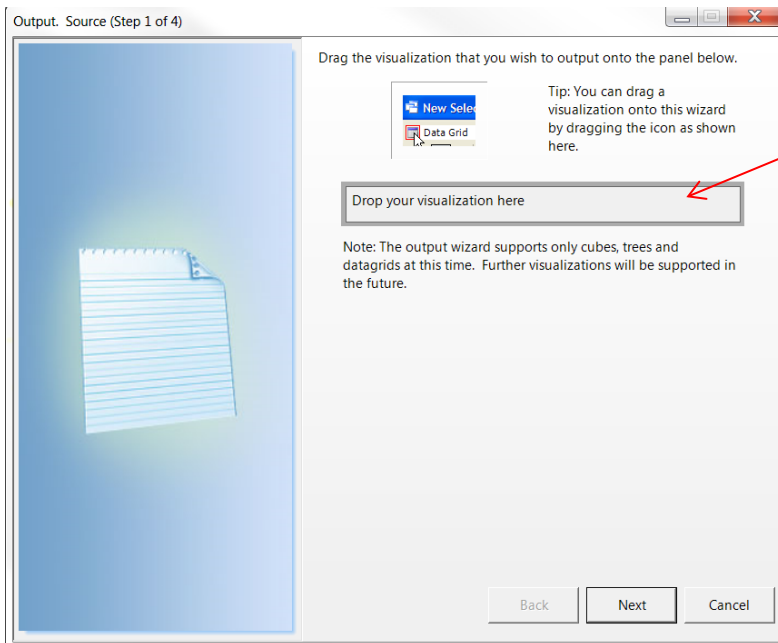 Output. Source (Step 1 of 4)
Drag the visualization that you wish to output onto the panel below.
New Sele
Data Grid
Tip: You can drag a
visualization onto this wizard
by dragging the icon as shown
here.
Drop your visualization here
Note: The output wizard supports only cubes, trees and
datagrids at this time.  Further visualizations will be supported in
the future.
Back
Next
Cancel